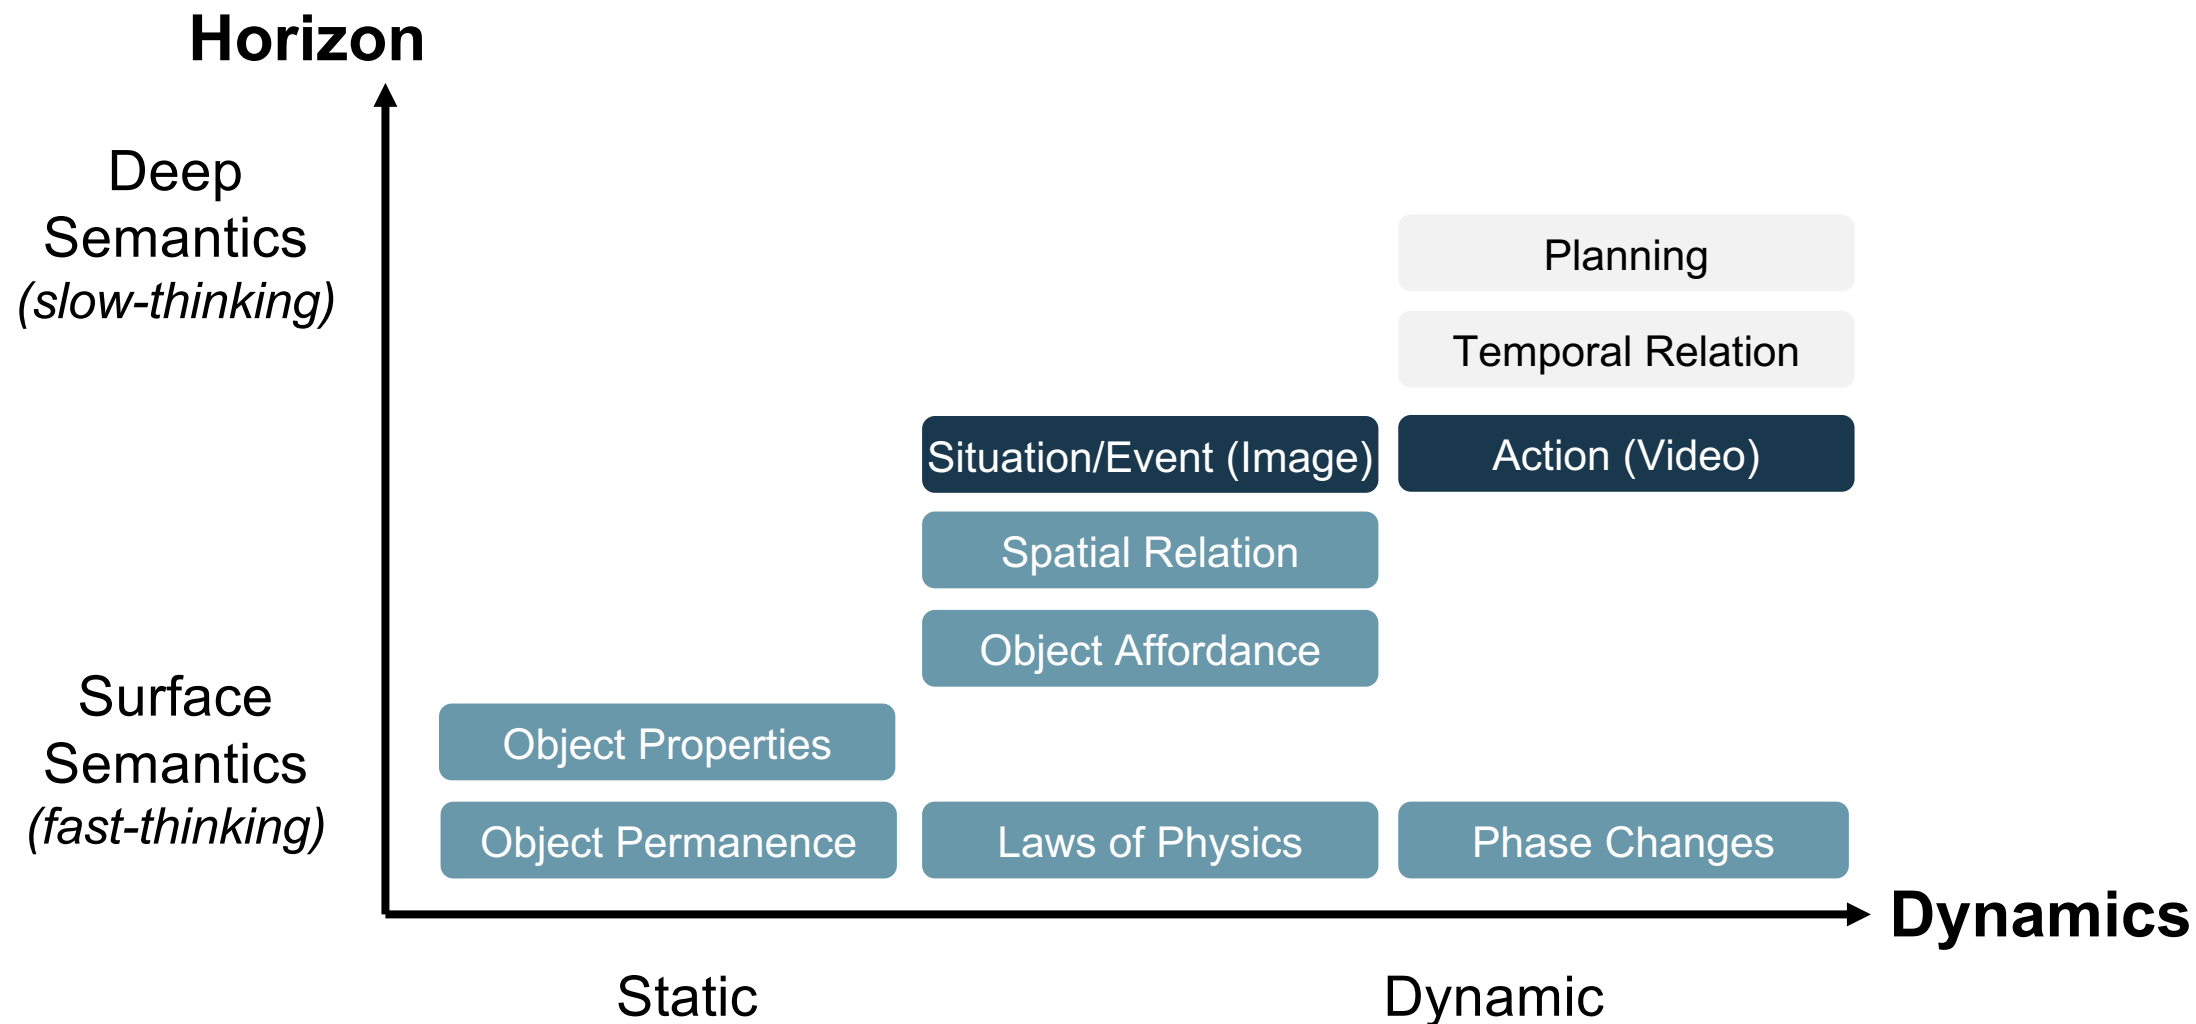 Horizon
Deep
Semantics
(slow-thinking)
Planning
Temporal Relation
Situation/Event (Image)
Action (Video)
Spatial Relation
Object Affordance
Surface
Semantics
(fast-thinking)
Object Properties
Object Permanence
Laws of Physics
Phase Changes
Dynamics
Static
Dynamic